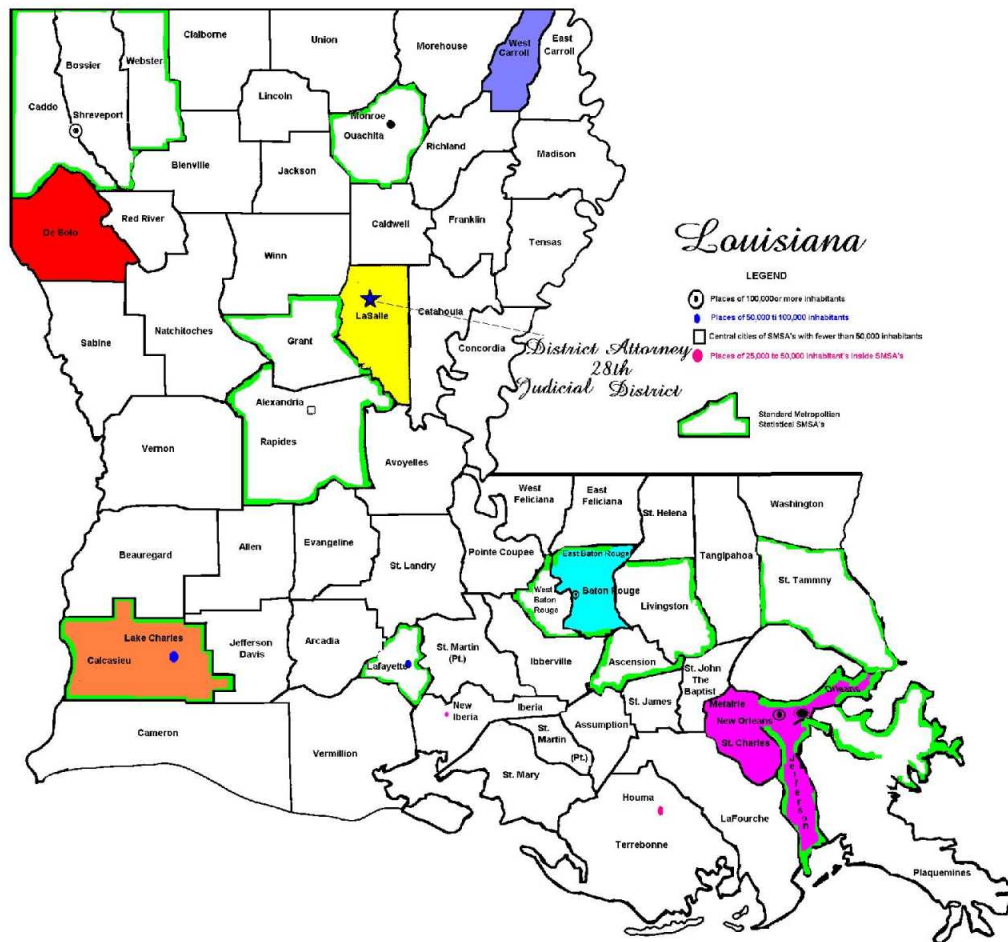 Claiborne
Union
Morehouse
West
Carroll
East
Carroll
Bossier
Webster
Caddo
Shreveport
Lincoln
Monroe
Ouachita
Richland
Madison
Bienville
Jackson
De Soto
Red River
Caldwell
Franklin
Tensas
Winn
Natchitoches
Sabine
Grant
LaSalle
Catahoula
Concordia
Louisiana
LEGEND
Places of 100,000or more inhabitants
Places of 50,000 ti 100,000 inhabitants
Central cities of SMSA's with fewer than 50,000 inhabitants
Places of 25,000 to 50,000 inhabitant's inside SMSA's
Standard Metropoltian
Statistical SMSA's
District Attorney
28th
Judicial District
Alexandria
Rapides
Vernon
Avoyelles
West
Feliciana
East
Feliciana
St. Helena
Washington
Tangipahoa
Beauregard
Allen
Evangeline
St. Landry
Pointe Coupee
East Baton Rouge
West
Baton
Rouge
Baton Rouge
Livingston
St. Tammny
Lake Charles
Calcasieu
Jefferson
Davis
Arcadia
Lafayette
St. Martin
(Pt.)
Ibberville
Ascension
St. John
The
Baptist
Cameron
Vermillion
New
Iberia
Iberia
St.
Martin
(Pt.)
St. Mary
Assumption
St. James
Metairie
Orleans
New Orleans
St. Charles
Jefferson
Houma
Terrebonne
LaFourche
Plaquemines